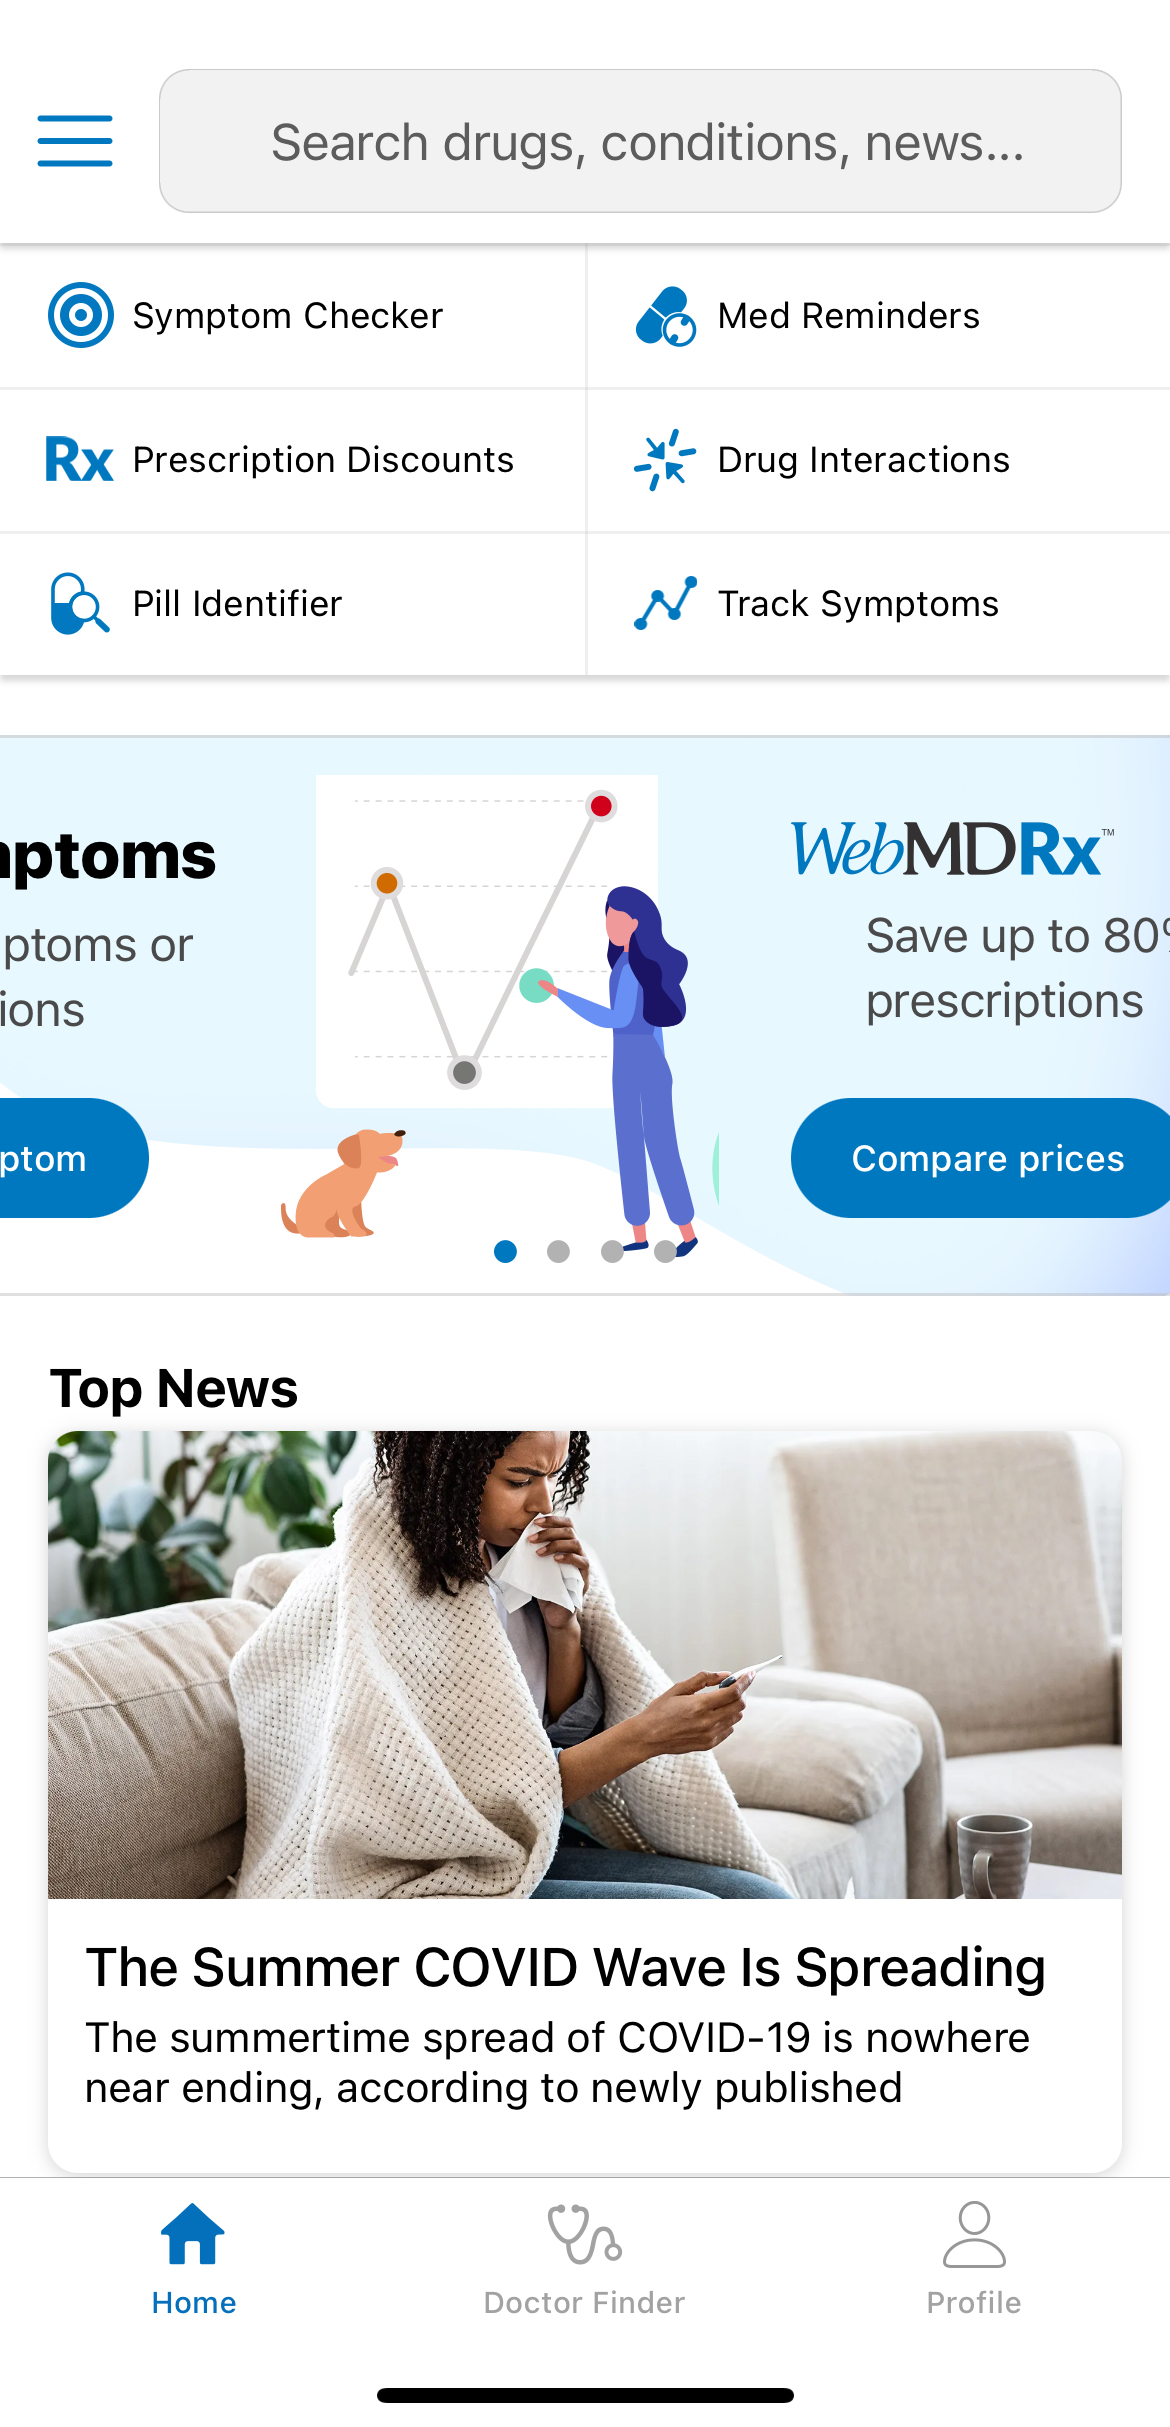 Search drugs, conditions, news...
Symptom Checker
Med Reminders
Rx Prescription Discounts
Drug Interactions
Pill Identifier
Track Symptoms
mptoms
ptoms or
ions
ptom
WebMDRx™
Save up to 80%
prescriptions
Compare prices
Top News
The Summer COVID Wave Is Spreading
The summertime spread of COVID-19 is nowhere
near ending, according to newly published
Home
Doctor Finder
Profile